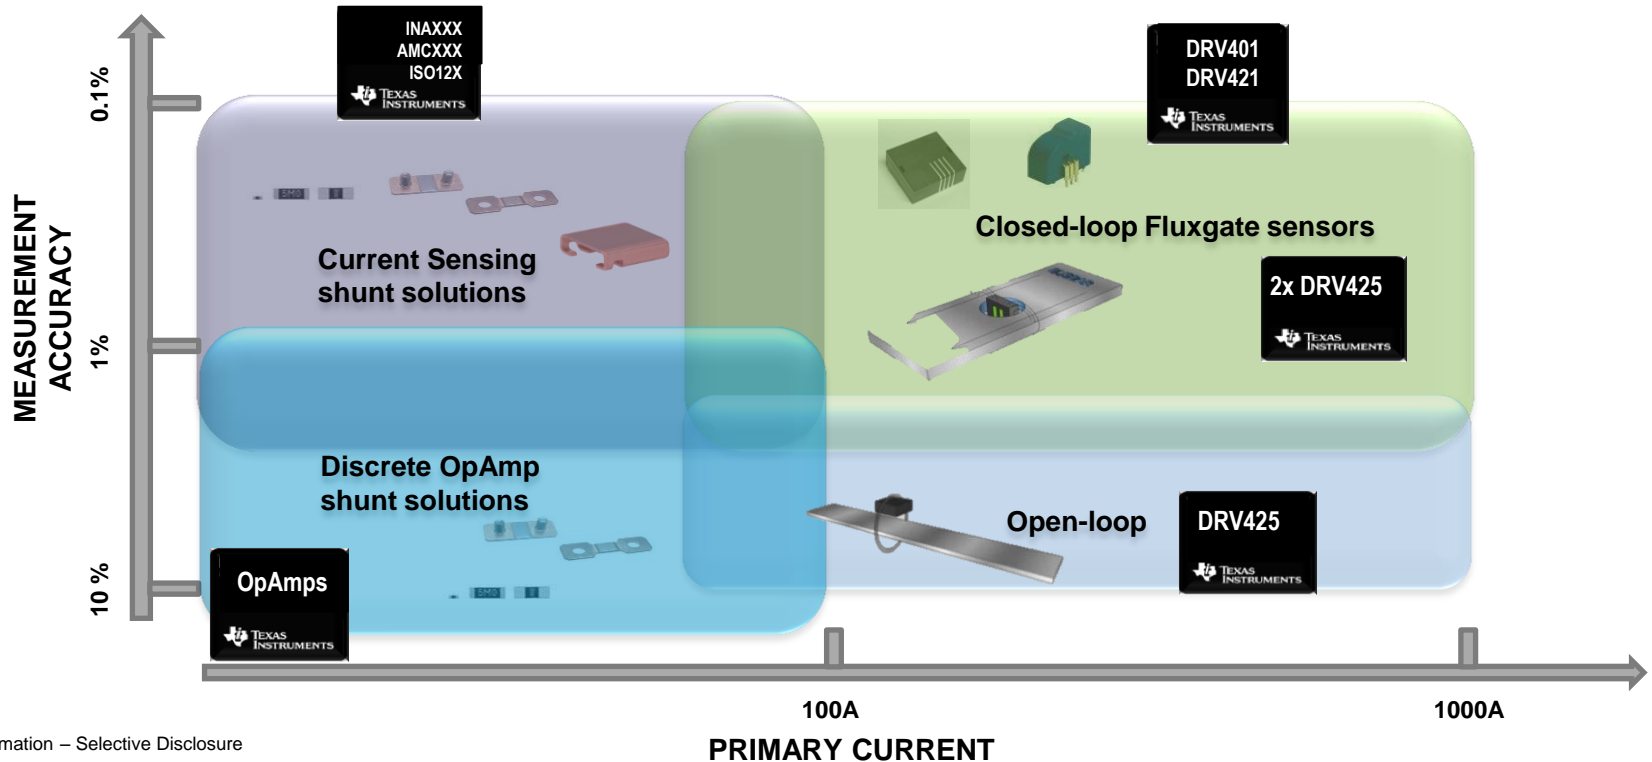 INAXXX
AMCXXX
ISO12X
TEXAS
INSTRUMENTS
DRV401
DRV421
TEXAS
INSTRUMENTS
0.1%
1%
10 %
MEASUREMENT
ACCURACY
5M0
Current Sensing
shunt solutions
Closed-loop Fluxgate sensors
2x DRV425
TEXAS
INSTRUMENTS
Discrete OpAmp
shunt solutions
5M0
Open-loop
DRV425
TEXAS
INSTRUMENTS
OpAmps
TEXAS
INSTRUMENTS
100A
1000A
PRIMARY CURRENT
mation – Selective Disclosure